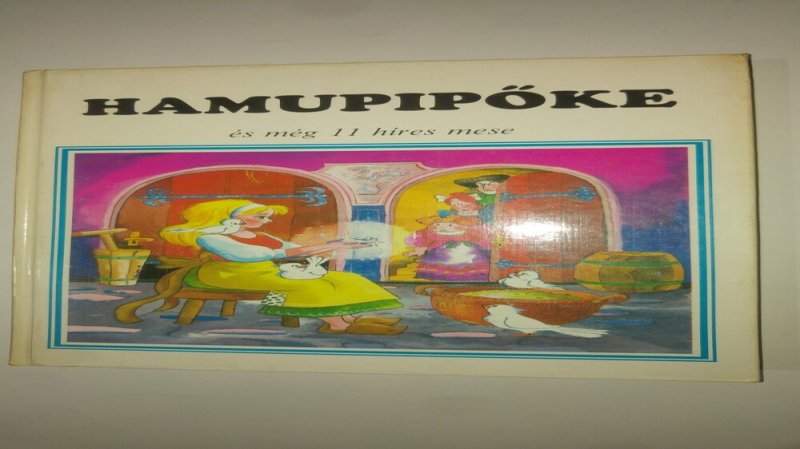 HAMUPIPŐKE
és még 11 híres mese